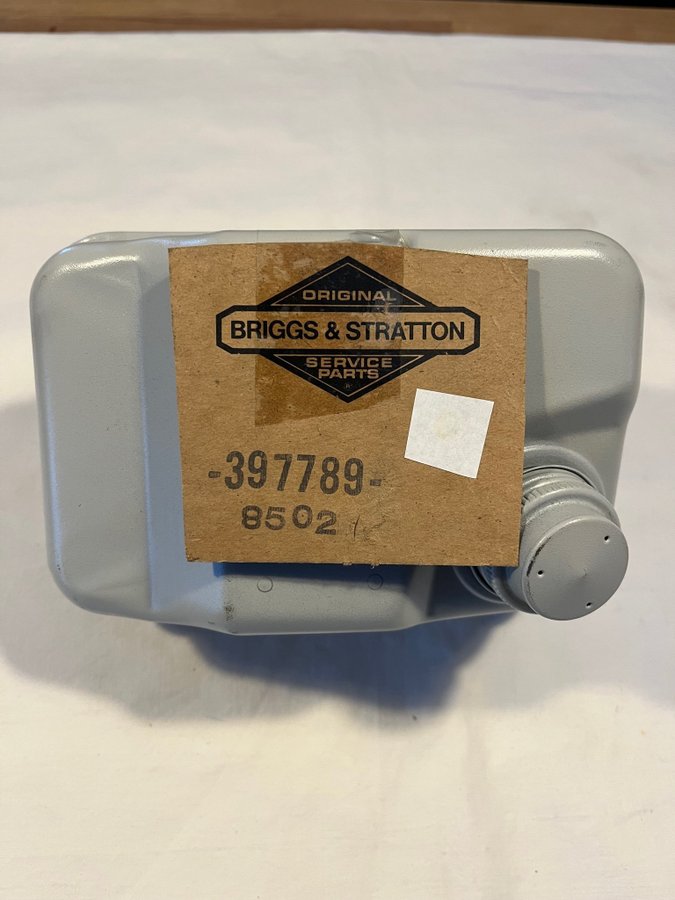 ORIGINAL
BRIGGS & STRATTON
SERVICE
PARTS
-397789-
8502